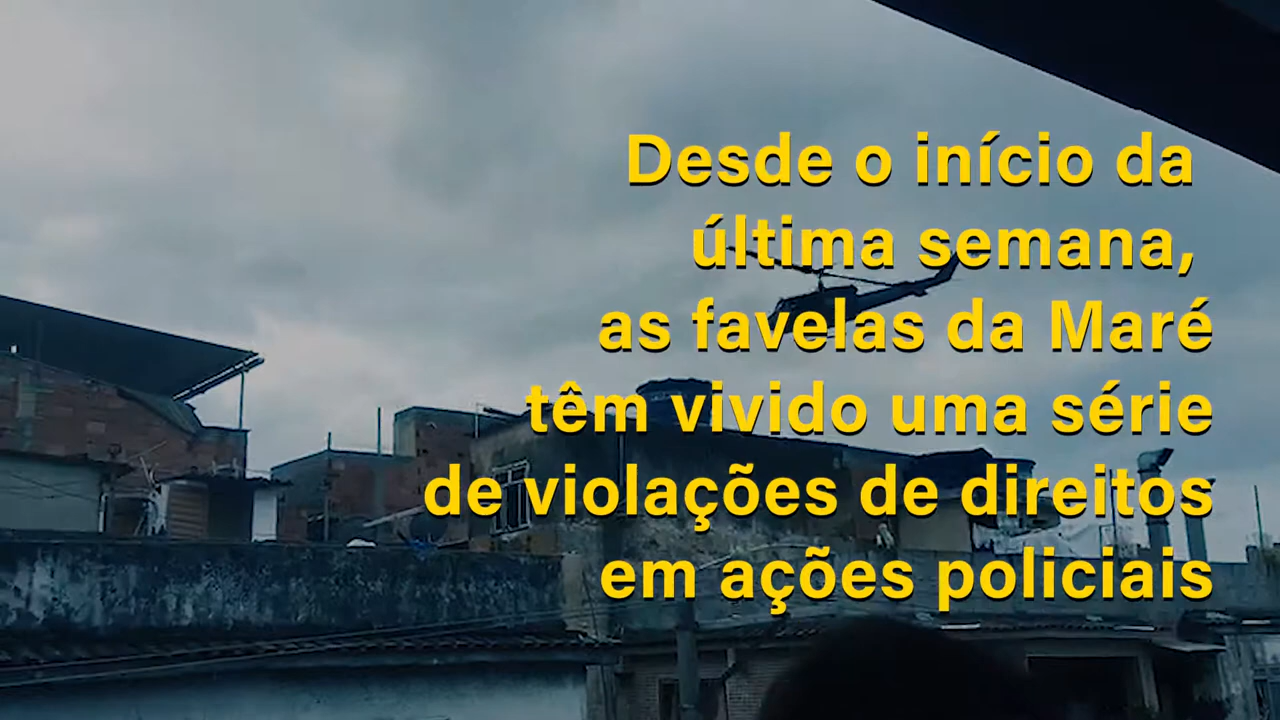 Desde o início da
última semana,
as favelas da Maré
têm vivido uma série
de violações de direitos
em ações policiais